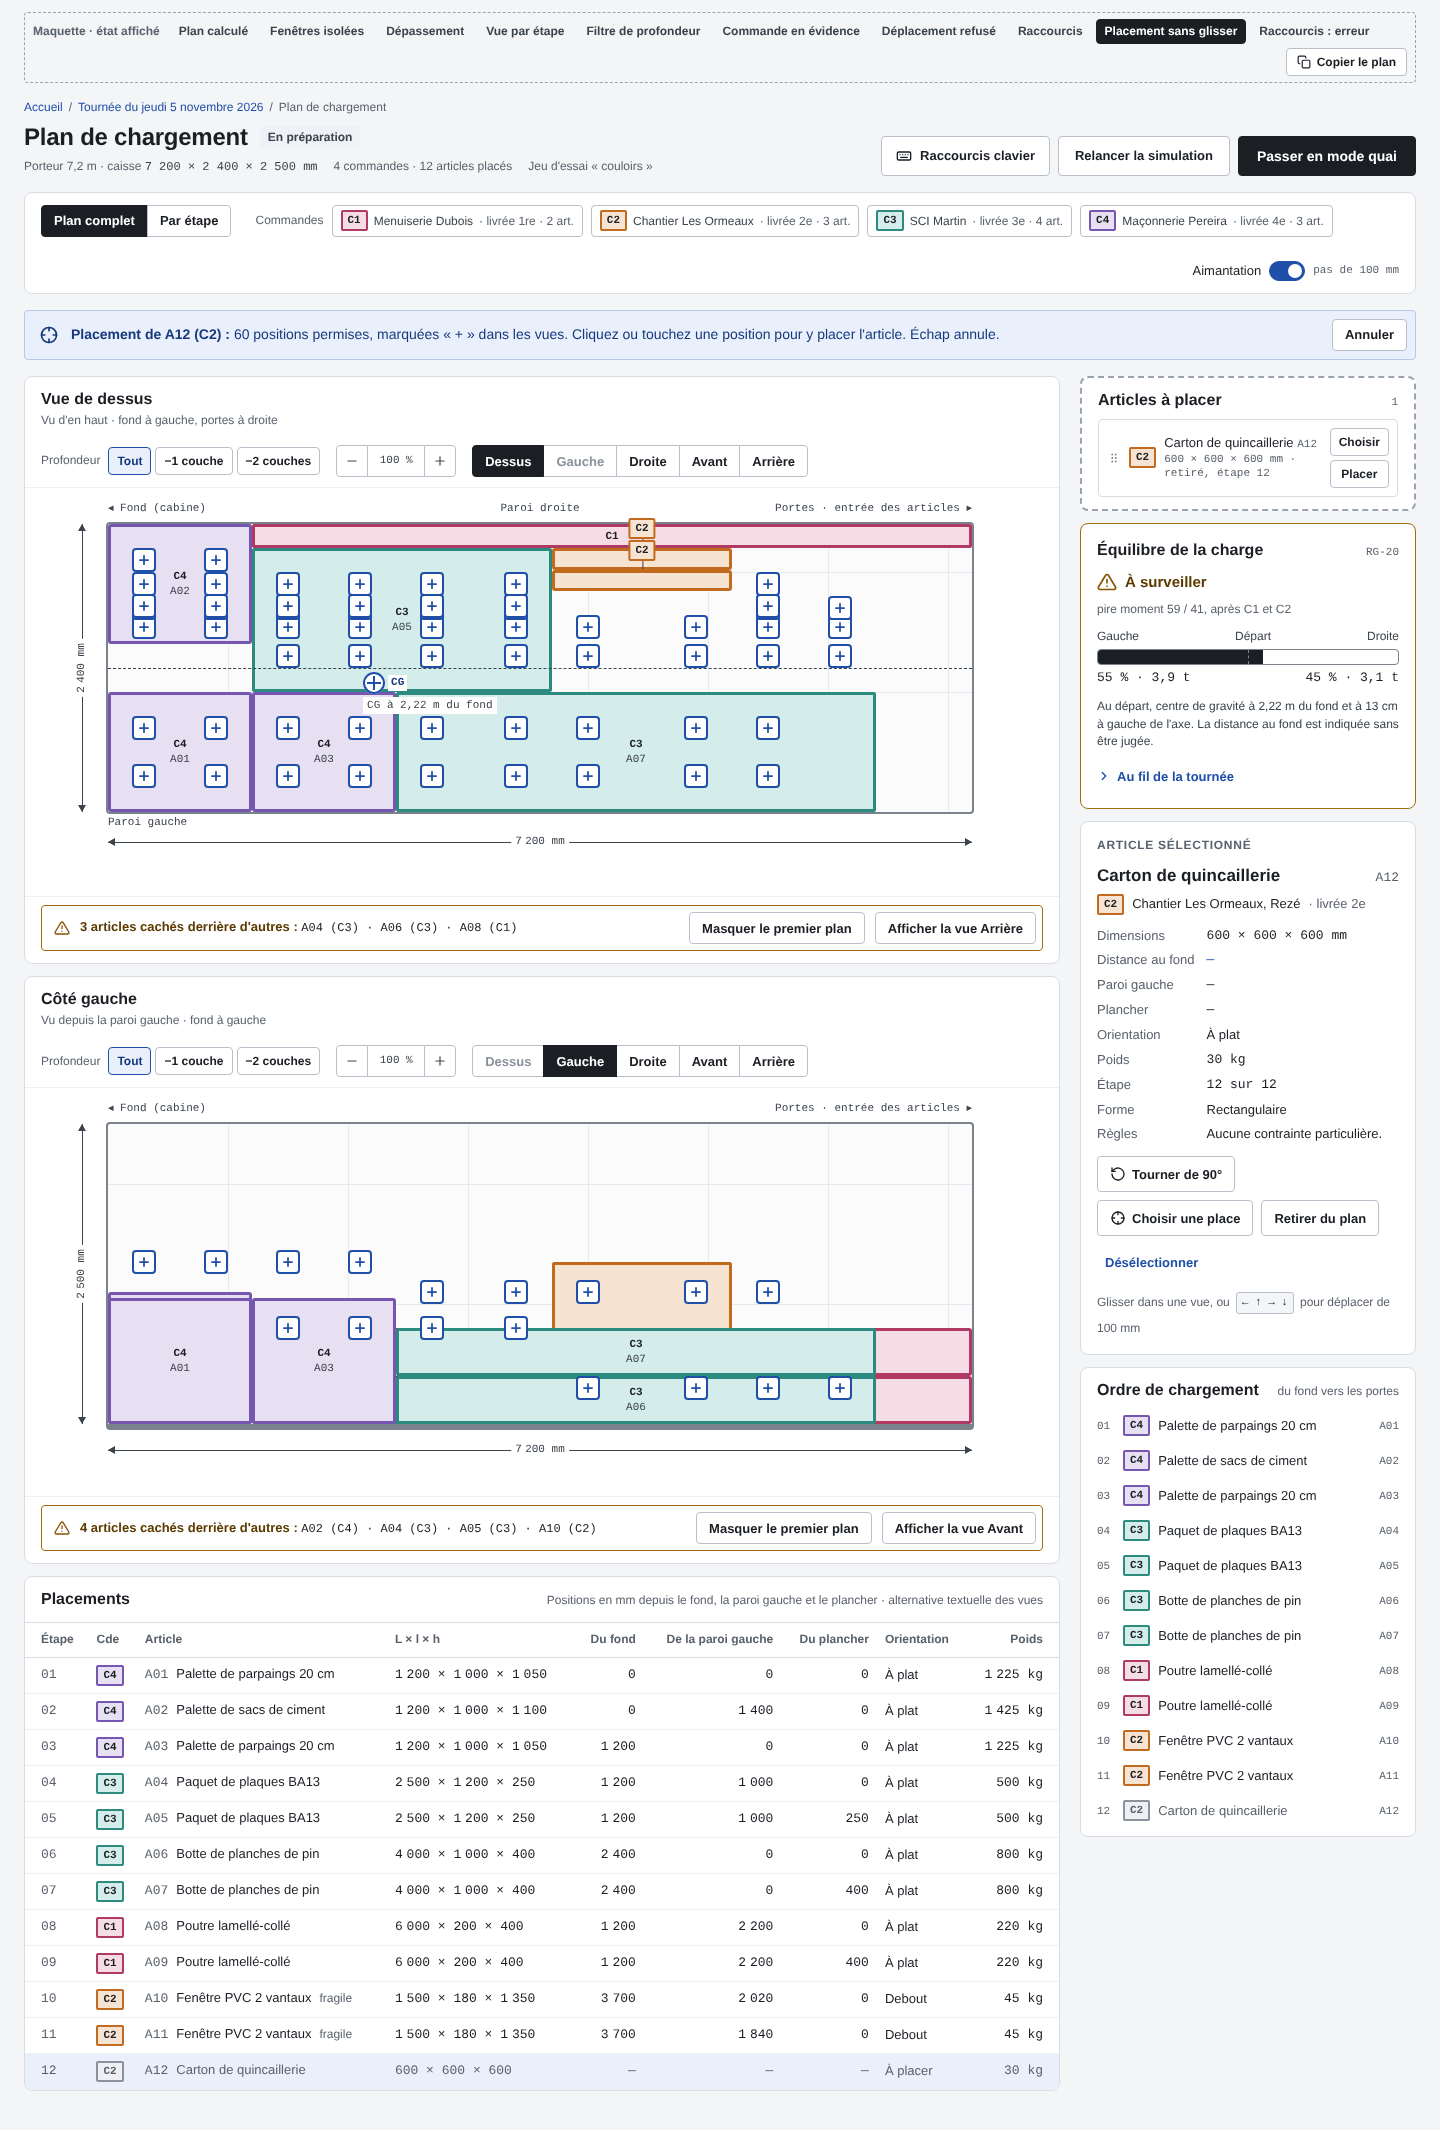 Maquette · état affiché Plan calculé Fenêtres isolées Dépassement Vue par étape Filtre de profondeur Commande en évidence Déplacement refusé Raccourcis Placement sans glisser Raccourcis : erreur
Copier le plan
Accueil / Tournée du jeudi 5 novembre 2026 / Plan de chargement
Plan de chargement En préparation
Porteur 7,2 m · caisse 7 200 × 2 400 × 2 500 mm 4 commandes · 12 articles placés Jeu d'essai « couloirs »
Raccourcis clavier Relancer la simulation Passer en mode quai
Plan complet Par étape Commandes C1 Menuiserie Dubois · livrée 1re · 2 art. C2 Chantier Les Ormeaux · livrée 2e · 3 art. C3 SCI Martin · livrée 3e · 4 art. C4 Maçonnerie Pereira · livrée 4e · 3 art.
Aimantation pas de 100 mm
Placement de A12 (C2) : 60 positions permises, marquées « + » dans les vues. Cliquez ou touchez une position pour y placer l'article. Échap annule. Annuler
Vue de dessus
Vu d'en haut · fond à gauche, portes à droite
Profondeur Tout −1 couche −2 couches − 100 % + Dessus Gauche Droite Avant Arrière
◂ Fond (cabine) Paroi droite Portes · entrée des articles ▸
C1 C2
C2
C4
A02
C3
A05
CG
CG à 2,22 m du fond
C4
A01
C4
A03
C3
A07
2 400 mm
Paroi gauche
7 200 mm
3 articles cachés derrière d'autres : A04 (C3) · A06 (C3) · A08 (C1) Masquer le premier plan Afficher la vue Arrière
Côté gauche
Vu depuis la paroi gauche · fond à gauche
Profondeur Tout −1 couche −2 couches − 100 % + Dessus Gauche Droite Avant Arrière
◂ Fond (cabine) Portes · entrée des articles ▸
2 500 mm
C4
A01
C4
A03
C3
A07
C3
A06
7 200 mm
4 articles cachés derrière d'autres : A02 (C4) · A04 (C3) · A05 (C3) · A10 (C2) Masquer le premier plan Afficher la vue Avant
Placements Positions en mm depuis le fond, la paroi gauche et le plancher · alternative textuelle des vues
Étape Cde Article L × l × h Du fond De la paroi gauche Du plancher Orientation Poids
01 C4 A01 Palette de parpaings 20 cm 1 200 × 1 000 × 1 050 0 0 0 À plat 1 225 kg
02 C4 A02 Palette de sacs de ciment 1 200 × 1 000 × 1 100 0 1 400 0 À plat 1 425 kg
03 C4 A03 Palette de parpaings 20 cm 1 200 × 1 000 × 1 050 1 200 0 0 À plat 1 225 kg
04 C3 A04 Paquet de plaques BA13 2 500 × 1 200 × 250 1 200 1 000 0 À plat 500 kg
05 C3 A05 Paquet de plaques BA13 2 500 × 1 200 × 250 1 200 1 000 250 À plat 500 kg
06 C3 A06 Botte de planches de pin 4 000 × 1 000 × 400 2 400 0 0 À plat 800 kg
07 C3 A07 Botte de planches de pin 4 000 × 1 000 × 400 2 400 0 400 À plat 800 kg
08 C1 A08 Poutre lamellé-collé 6 000 × 200 × 400 1 200 2 200 0 À plat 220 kg
09 C1 A09 Poutre lamellé-collé 6 000 × 200 × 400 1 200 2 200 400 À plat 220 kg
10 C2 A10 Fenêtre PVC 2 vantaux fragile 1 500 × 180 × 1 350 3 700 2 020 0 Debout 45 kg
11 C2 A11 Fenêtre PVC 2 vantaux fragile 1 500 × 180 × 1 350 3 700 1 840 0 Debout 45 kg
12 C2 A12 Carton de quincaillerie 600 × 600 × 600 — — — À placer 30 kg
Articles à placer 1
C2 Carton de quincaillerie A12
600 × 600 × 600 mm ·
retiré, étape 12
Choisir
Placer
Équilibre de la charge RG-20
À surveiller
pire moment 59 / 41, après C1 et C2
Gauche Départ Droite
55 % · 3,9 t 45 % · 3,1 t
Au départ, centre de gravité à 2,22 m du fond et à 13 cm
à gauche de l'axe. La distance au fond est indiquée sans
être jugée.
Au fil de la tournée
ARTICLE SÉLECTIONNÉ
Carton de quincaillerie A12
C2 Chantier Les Ormeaux, Rezé · livrée 2e
Dimensions 600 × 600 × 600 mm
Distance au fond —
Paroi gauche —
Plancher —
Orientation À plat
Poids 30 kg
Étape 12 sur 12
Forme Rectangulaire
Règles Aucune contrainte particulière.
Tourner de 90°
Choisir une place Retirer du plan
Désélectionner
Glisser dans une vue, ou ← ↑ → ↓ pour déplacer de
100 mm
Ordre de chargement du fond vers les portes
01 C4 Palette de parpaings 20 cm A01
02 C4 Palette de sacs de ciment A02
03 C4 Palette de parpaings 20 cm A03
04 C3 Paquet de plaques BA13 A04
05 C3 Paquet de plaques BA13 A05
06 C3 Botte de planches de pin A06
07 C3 Botte de planches de pin A07
08 C1 Poutre lamellé-collé A08
09 C1 Poutre lamellé-collé A09
10 C2 Fenêtre PVC 2 vantaux A10
11 C2 Fenêtre PVC 2 vantaux A11
12 C2 Carton de quincaillerie A12